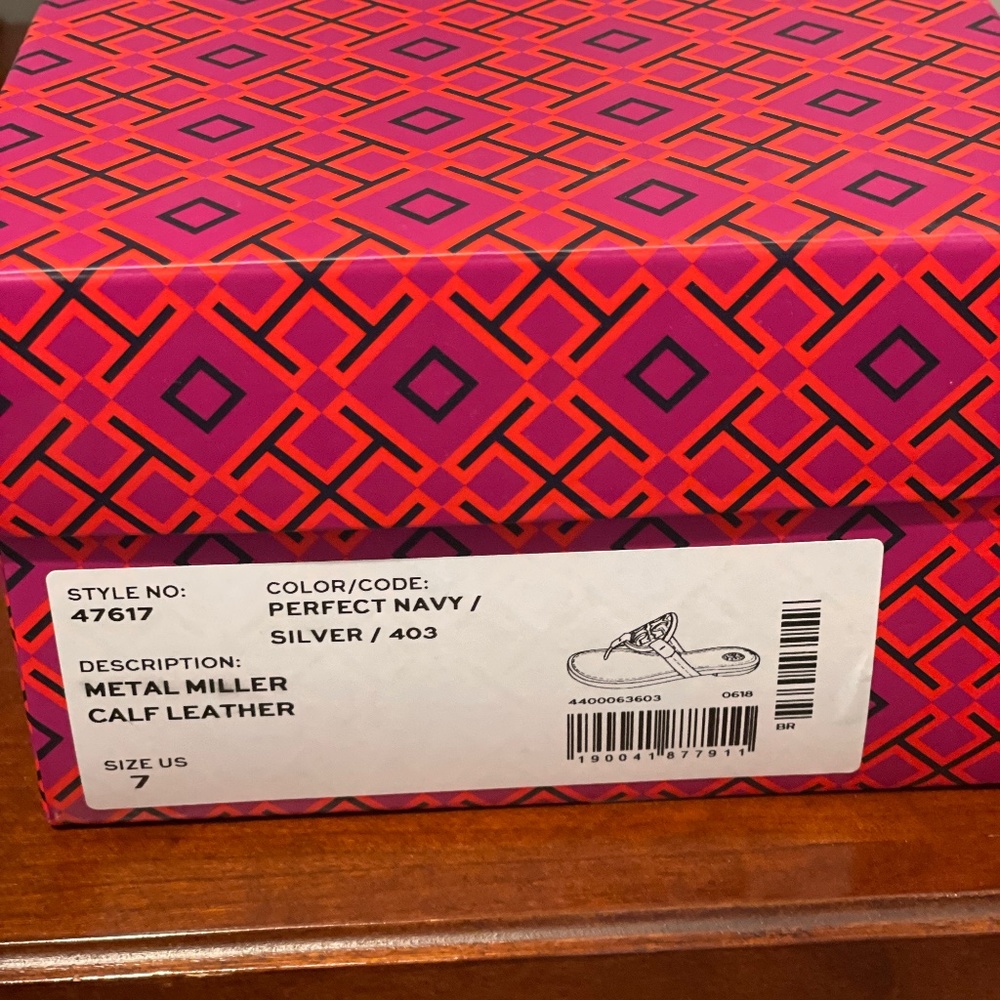 STYLE NO:
47617
COLOR/CODE:
PERFECT NAVY /
SILVER / 403
DESCRIPTION:
METAL MILLER
CALF LEATHER
SIZE US
7
4400063603 0618
190041877911
BR